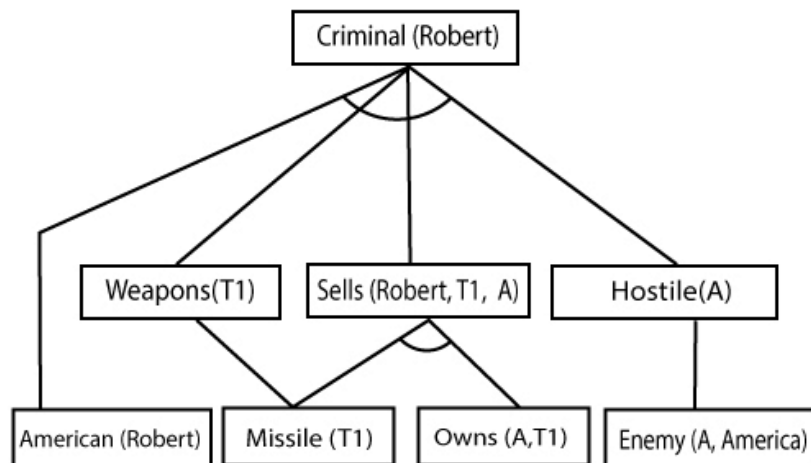 Criminal (Robert)
Weapons(T1)
Sells (Robert, T1, A)
Hostile(A)
American (Robert)
Missile (T1)
Owns (A,T1)
Enemy (A, America)